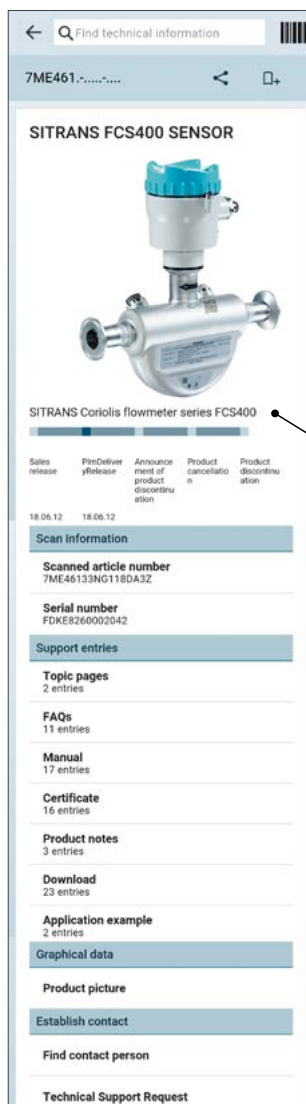 Find technical information
7ME461.-.....-....
SITRANS FCS400 SENSOR
SITRANS Coriolis flowmeter series FCS400
Sales
release
PlmDeliver
yRelease
Announce
ment of
product
discontinu
ation
Product
cancellatio
n
Product
discontinu
ation
18.06.12 18.06.12
Scan information
Scanned article number
7ME46133NG118DA3Z
Serial number
FDKE8260002042
Support entries
Topic pages
2 entries
FAQs
11 entries
Manual
17 entries
Certificate
16 entries
Product notes
3 entries
Download
23 entries
Application example
2 entries
Graphical data
Product picture
Establish contact
Find contact person
Technical Support Request